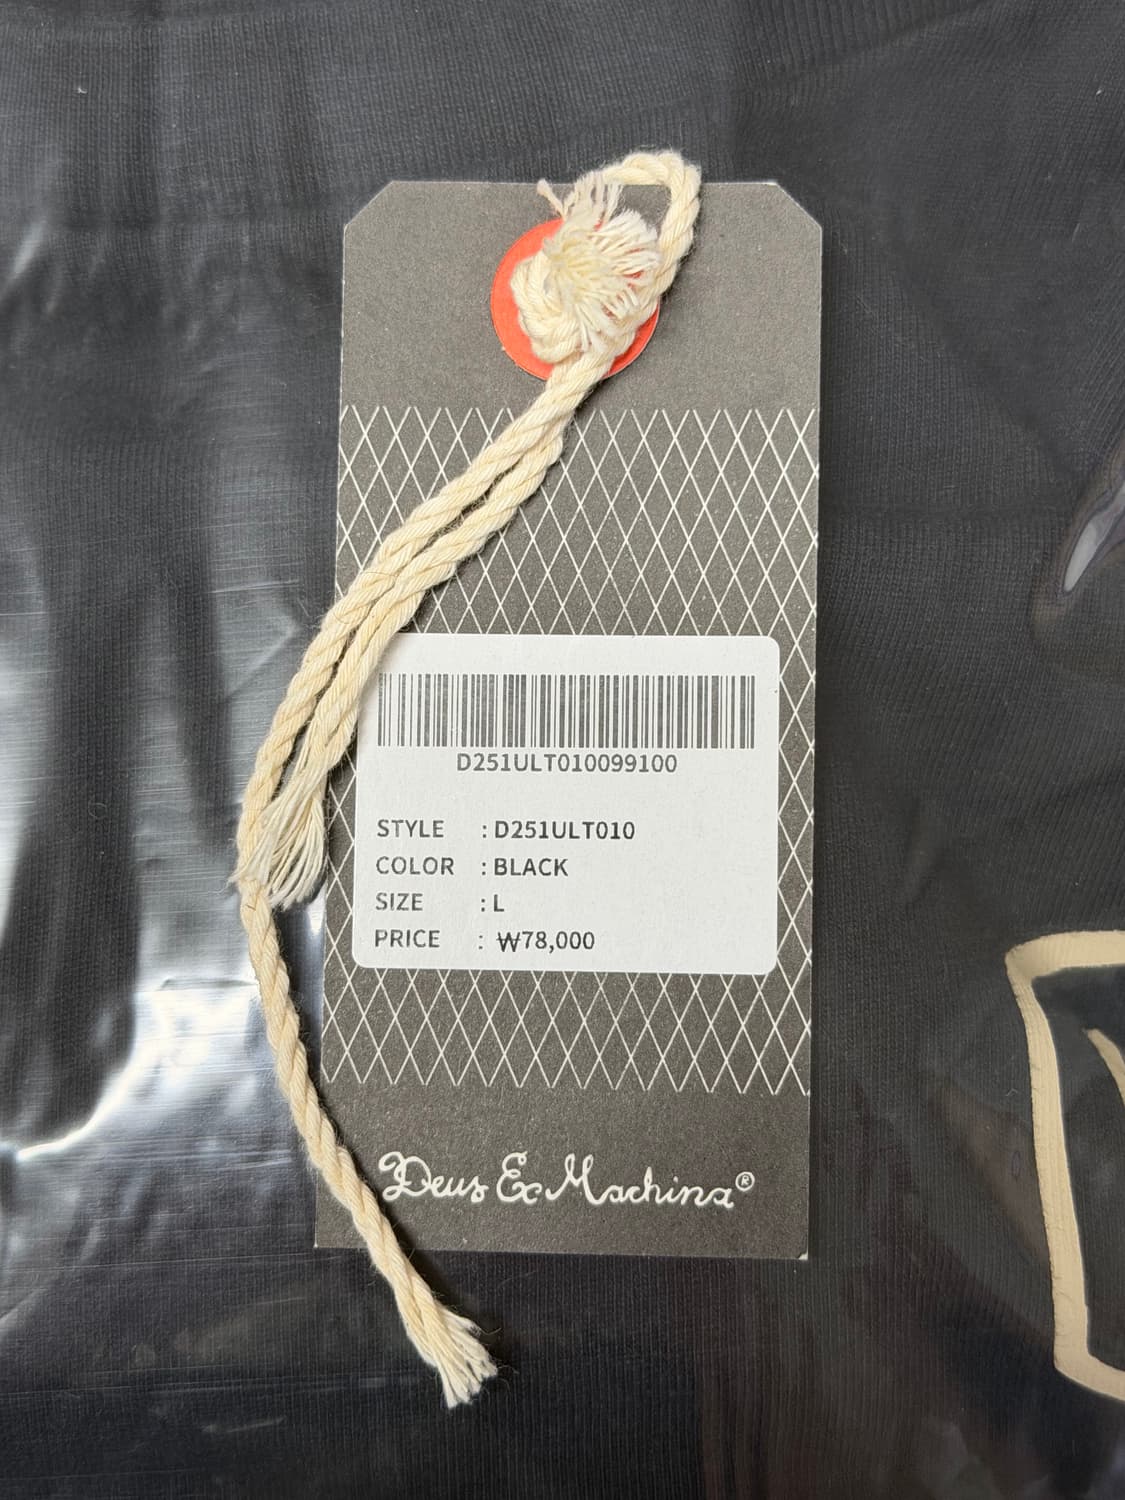 D251ULT010099100
STYLE : D251ULT010
COLOR : BLACK
SIZE : L
PRICE : ₩78,000
Deus Ex Machina®